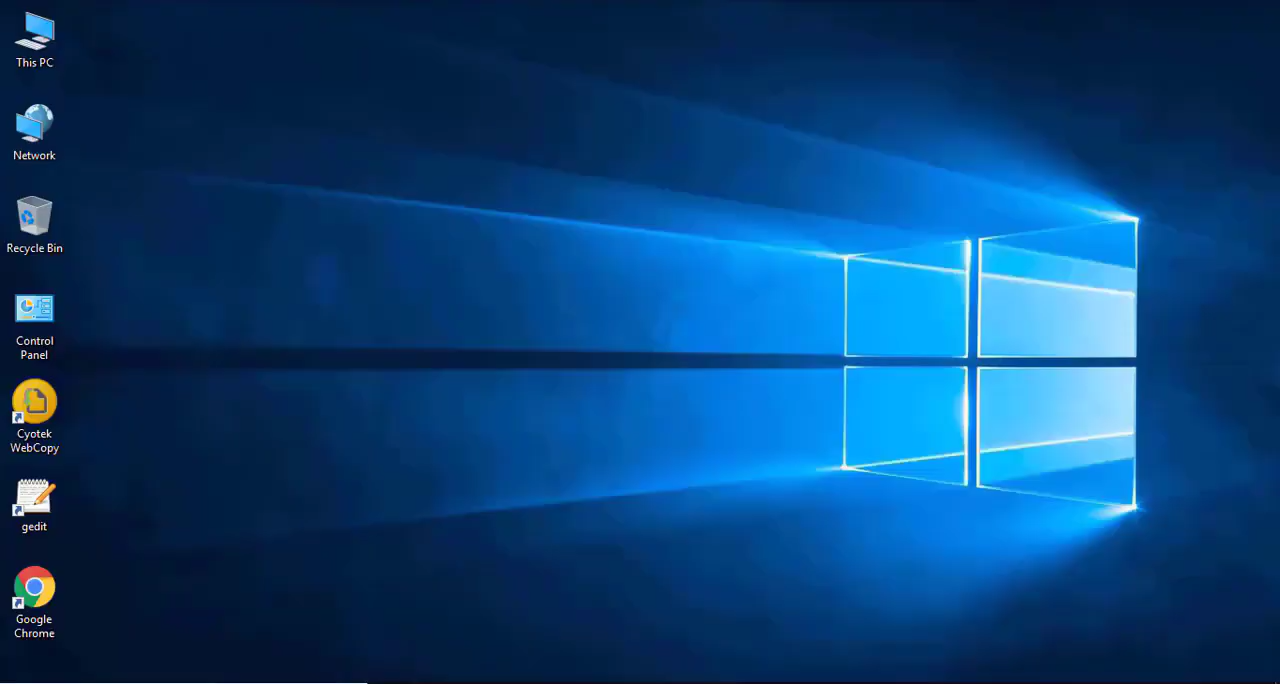 This PC
Network
Recycle Bin
Control
Panel
Cyotek
WebCopy
gedit
Google
Chrome